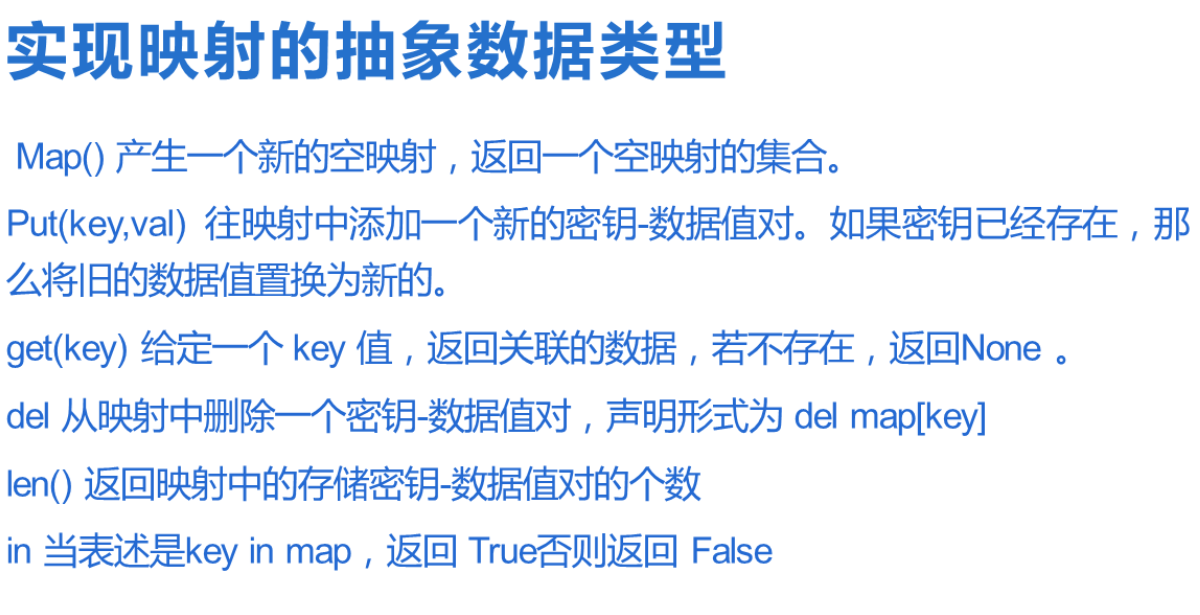 实现映射的抽象数据类型
Map() 产生一个新的空映射，返回一个空映射的集合。
Put(key,val) 往映射中添加一个新的密钥-数据值对。如果密钥已经存在，那
么将旧的数据值置换为新的。
get(key) 给定一个 key 值，返回关联的数据，若不存在，返回None 。
del 从映射中删除一个密钥-数据值对，声明形式为 del map[key]
len() 返回映射中的存储密钥-数据值对的个数
in 当表述是key in map，返回 True否则返回 False